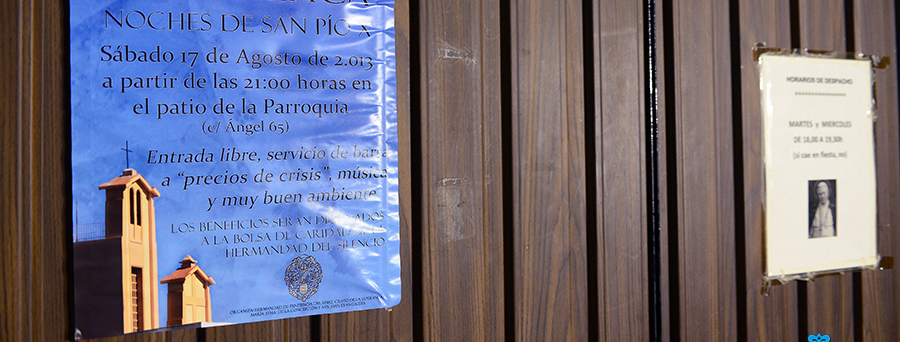 NOCHES DE SAN PÍO X
Sábado 17 de Agosto de 2.013
a partir de las 21:00 horas en
el patio de la Parroquia
(c/ Ángel 65)
Entrada libre, servicio de barra
a "precios de crisis", música
y muy buen ambiente
LOS BENEFICIOS SERÁN DESTINADOS
A LA BOLSA DE CARIDAD DE LA
HERMANDAD DEL SILENCIO
HORARIOS DE DESPACHO
MARTES y MIERCOLES
DE 18,00 A 19,30h
(si cae en fiesta, no)